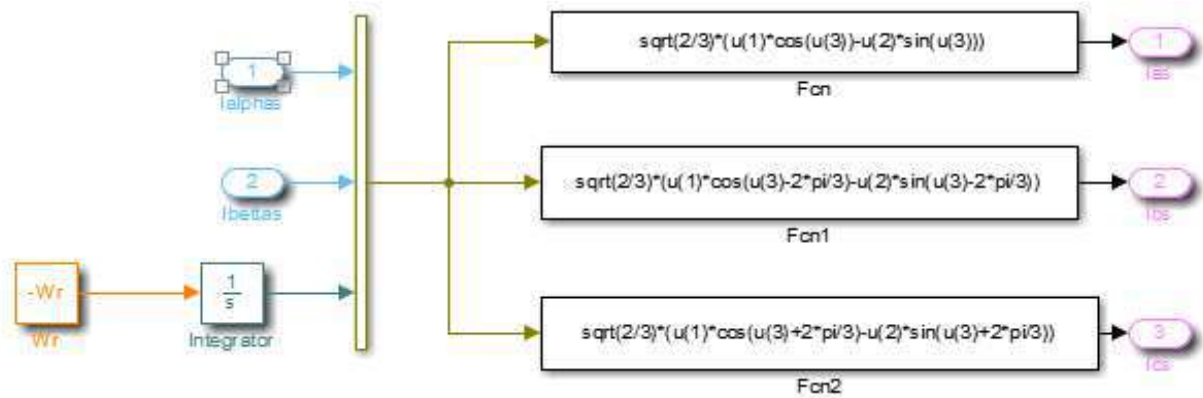 sqrt(2/3)*(u(1)*cos(u(3))-u(2)*sin(u(3)))
1
Ias
Fcn
1
Ialphas
sqrt(2/3)*(u(1)*cos(u(3)-2*pi/3)-u(2)*sin(u(3)-2*pi/3))
2
Ibs
Fcn1
2
Ibettas
-Wr
Wr
1
s
Integrator
sqrt(2/3)*(u(1)*cos(u(3)+2*pi/3)-u(2)*sin(u(3)+2*pi/3))
3
Ics
Fcn2